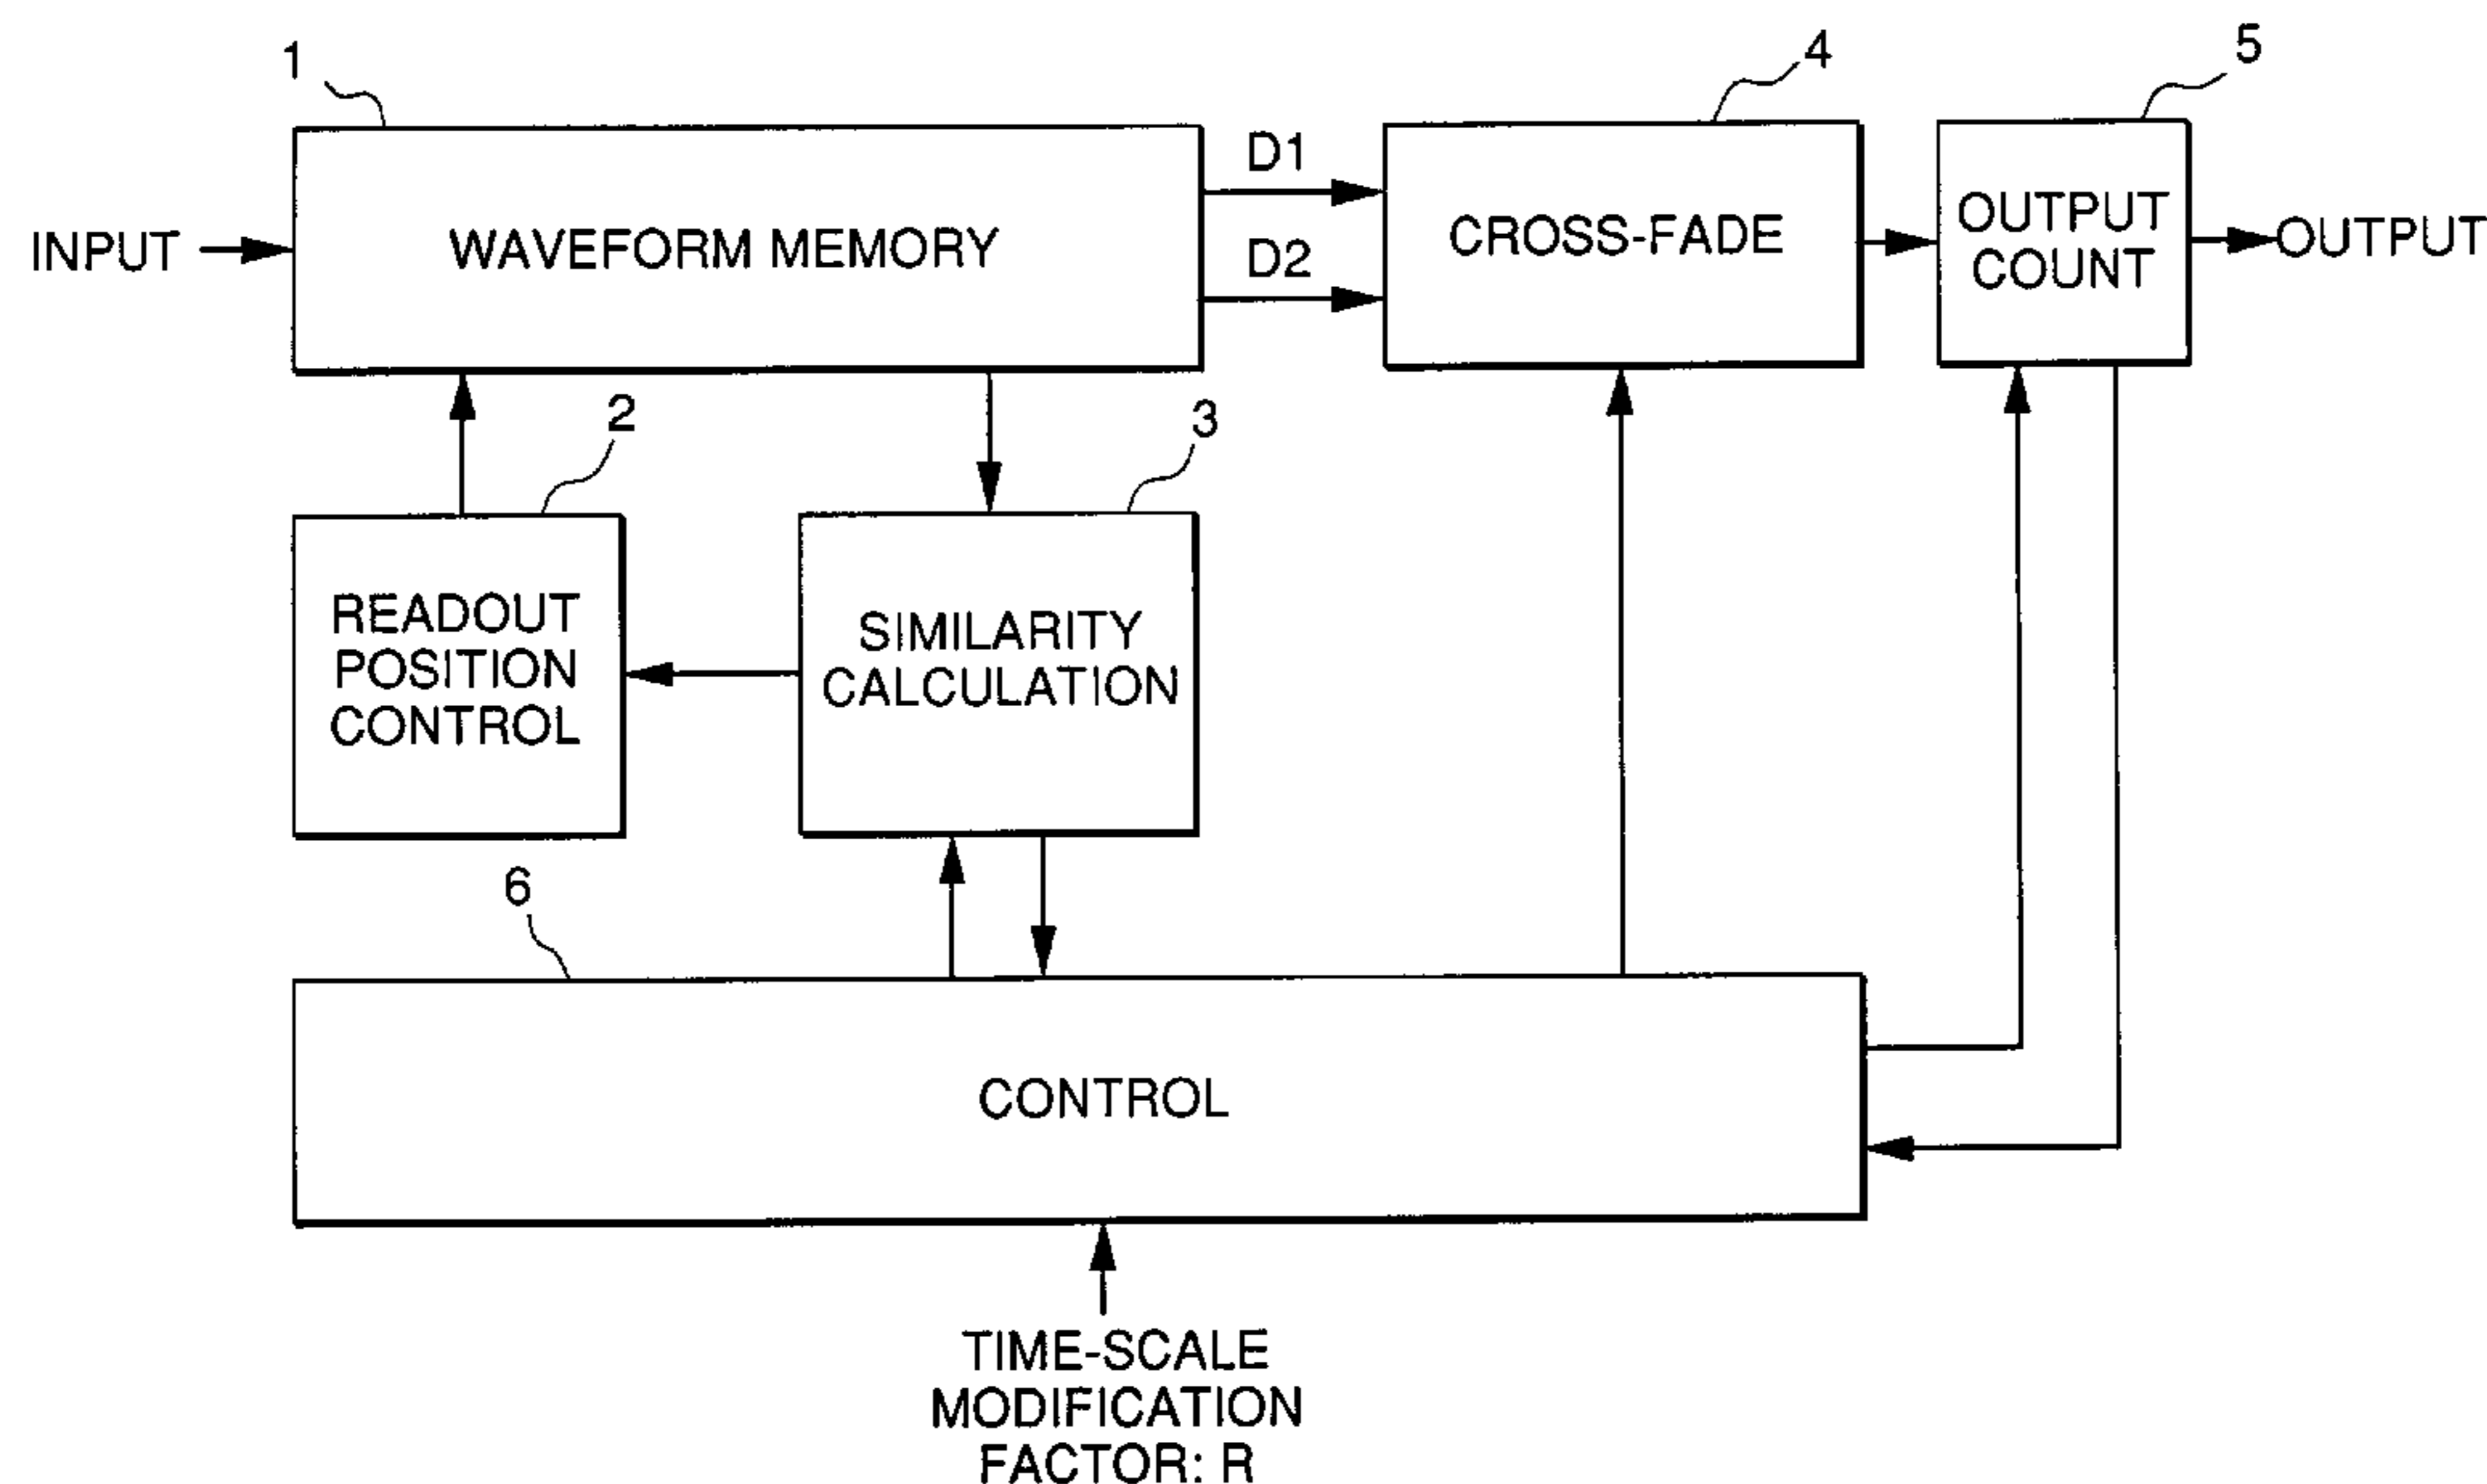 1
4
5
D1
INPUT
WAVEFORM MEMORY
D2
CROSS-FADE
OUTPUT
COUNT
OUTPUT
2
3
READOUT
POSITION
CONTROL
SIMILARITY
CALCULATION
6
CONTROL
TIME-SCALE
MODIFICATION
FACTOR: R